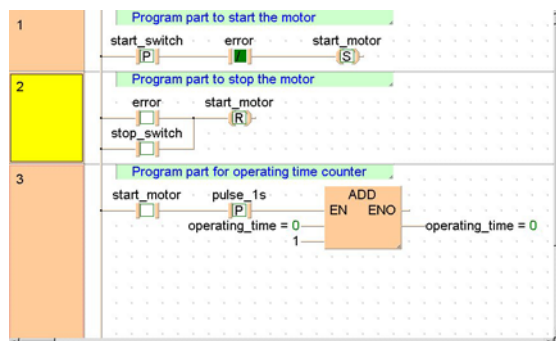 1
Program part to start the motor
start_switch error start_motor
P / S
2
Program part to stop the motor
error start_motor
R
stop_switch
3
Program part for operating time counter
start_motor pulse_1s ADD
P EN ENO
operating_time = 0 operating_time = 0
1